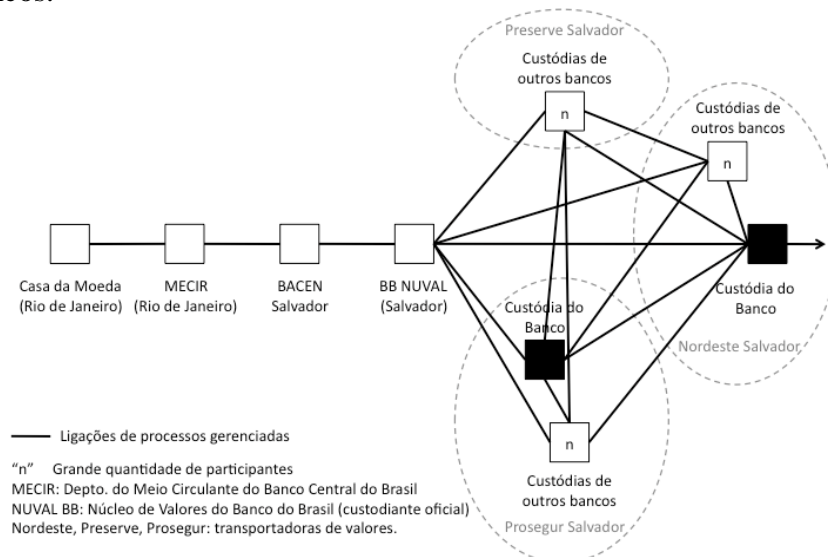 Preserve Salvador
Custódias de
outros bancos
n
Custódias de
outros bancos
n
Casa da Moeda
(Rio de Janeiro)
MECIR
(Rio de Janeiro)
BACEN
Salvador
BB NUVAL
(Salvador)
Custódia do
Banco
Custódia do
Banco
Nordeste Salvador
n
Custódias de
outros bancos
Prosegur Salvador
Ligações de processos gerenciadas
"n" Grande quantidade de participantes
MECIR: Depto. do Meio Circulante do Banco Central do Brasil
NUVAL BB: Núcleo de Valores do Banco do Brasil (custodiante oficial)
Nordeste, Preserve, Prosegur: transportadoras de valores.